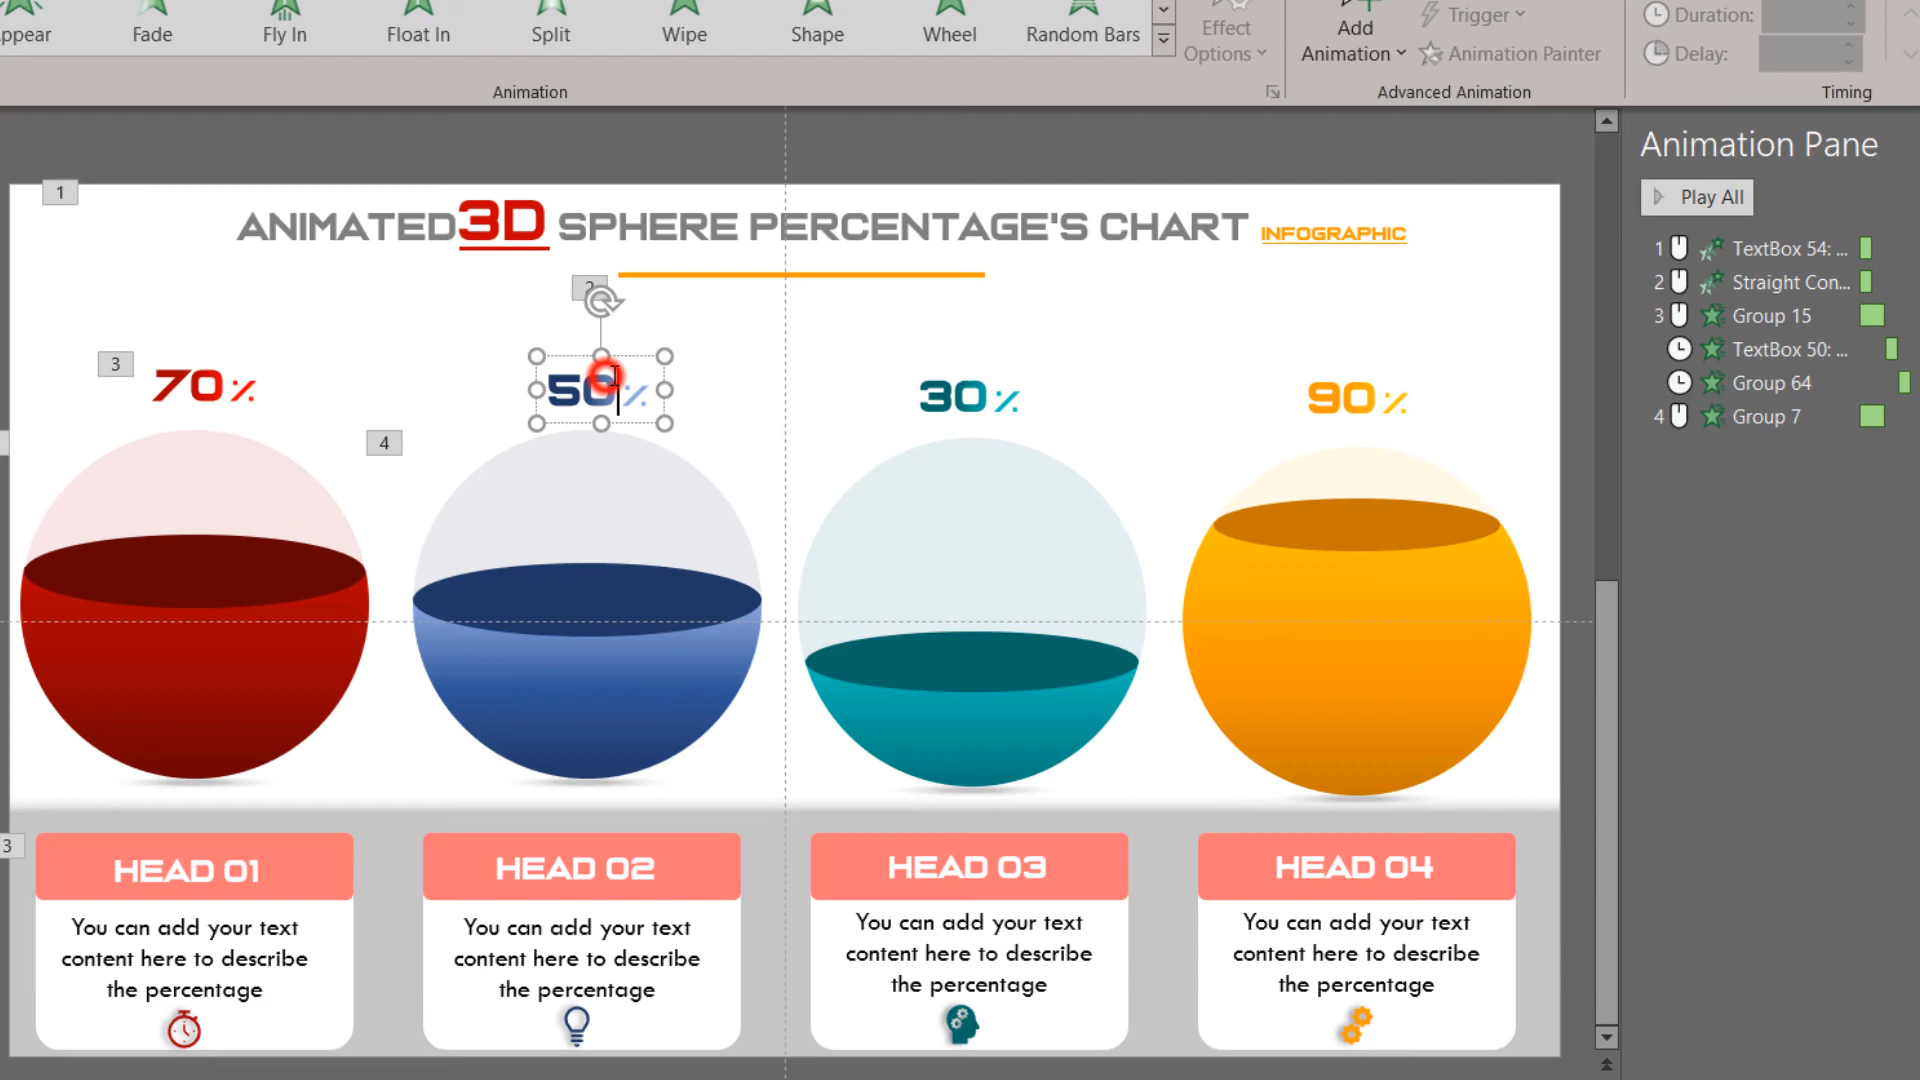 ppear Fade Fly In Float In Split Wipe Shape Wheel Random Bars
Effect Options
Add Animation
Trigger
Animation Painter
Duration:
Delay:
Animation
Advanced Animation
Timing
Animation Pane
Play All
1 TextBox 54: ...
2 Straight Con...
3 Group 15
TextBox 50: ...
Group 64
4 Group 7
1
ANIMATED 3D SPHERE PERCENTAGE'S CHART INFOGRAPHIC
2
3
70%
50%
30%
90%
4
3
HEAD 01
You can add your text
content here to describe
the percentage
HEAD 02
You can add your text
content here to describe
the percentage
HEAD 03
You can add your text
content here to describe
the percentage
HEAD 04
You can add your text
content here to describe
the percentage